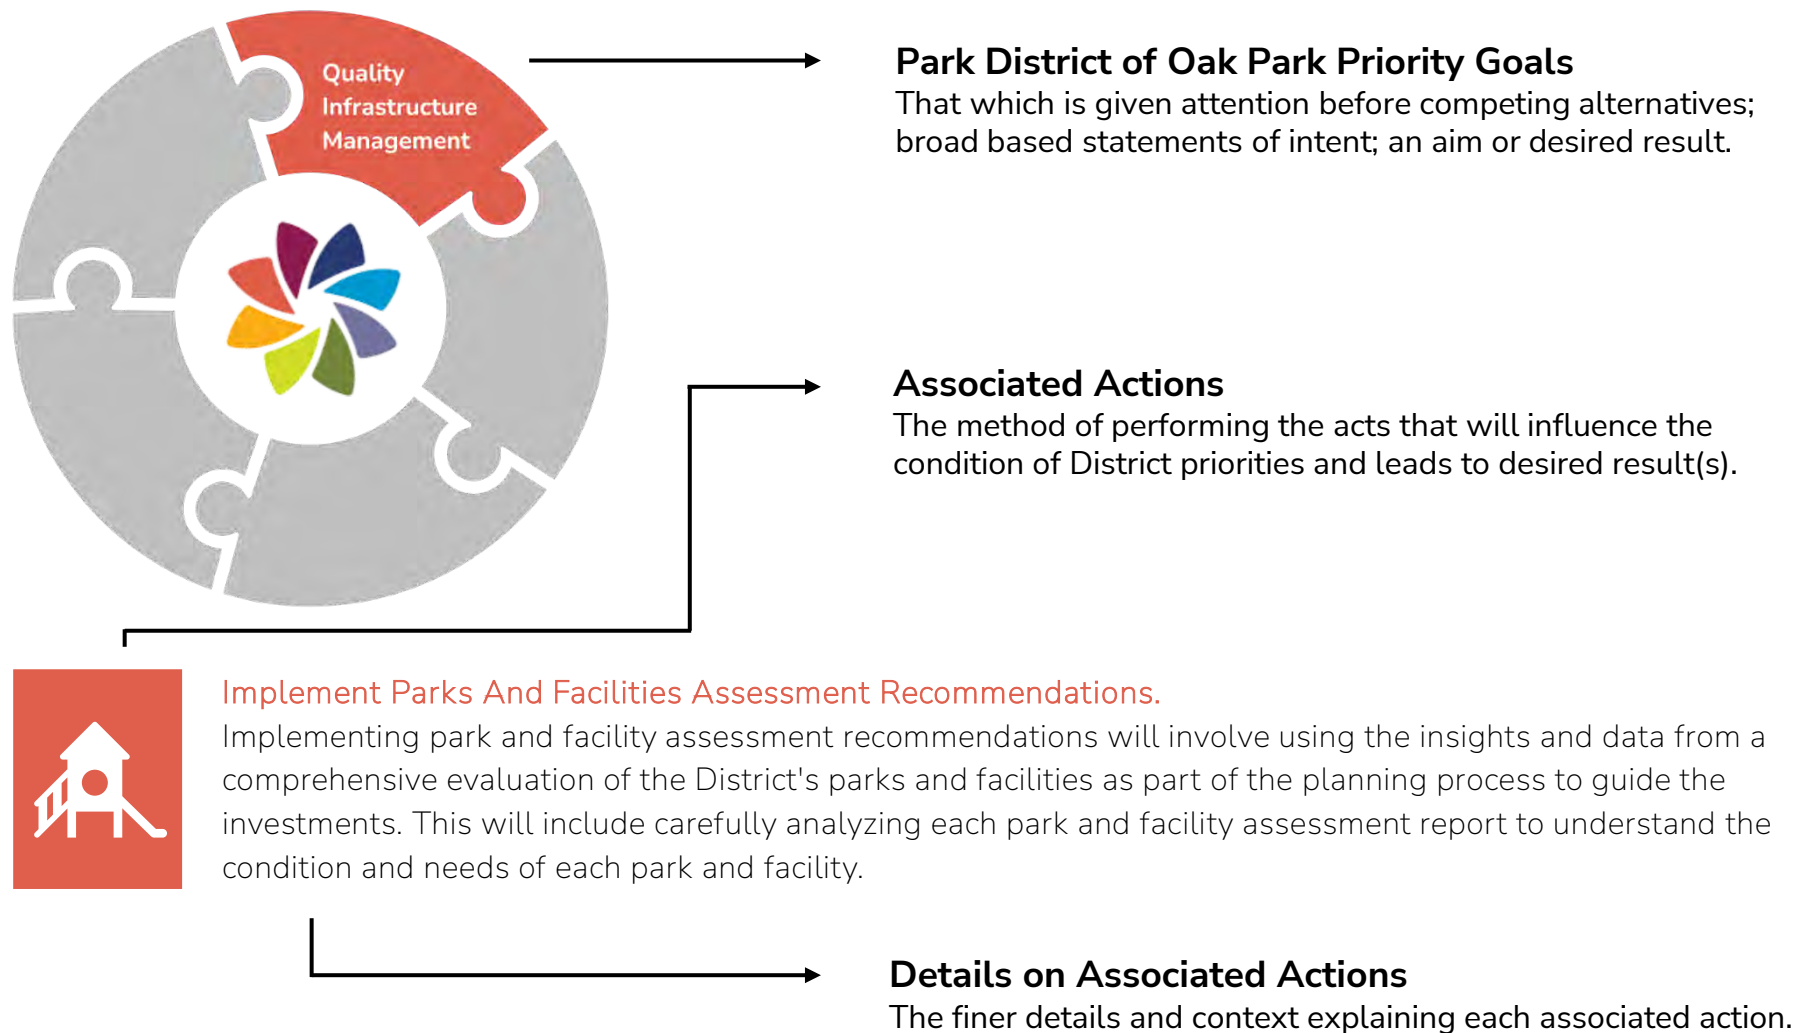 Quality
Infrastructure
Management
Park District of Oak Park Priority Goals
That which is given attention before competing alternatives;
broad based statements of intent; an aim or desired result.
Associated Actions
The method of performing the acts that will influence the
condition of District priorities and leads to desired result(s).
Implement Parks And Facilities Assessment Recommendations.
Implementing park and facility assessment recommendations will involve using the insights and data from a
comprehensive evaluation of the District's parks and facilities as part of the planning process to guide the
investments. This will include carefully analyzing each park and facility assessment report to understand the
condition and needs of each park and facility.
Details on Associated Actions
The finer details and context explaining each associated action.